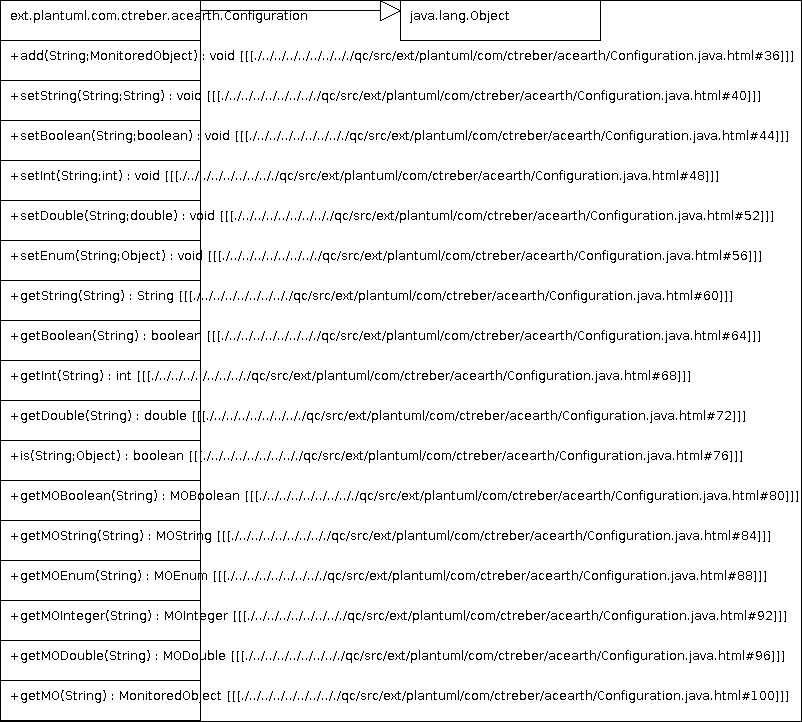 ext.plantuml.com.ctreber.acearth.Configuration
java.lang.Object
+add(String;MonitoredObject) : void [[[./../../../../../../../qc/src/ext/plantuml/com/ctreber/acearth/Configuration.java.html#36]]]
+setString(String;String) : void [[[./../../../../../../../qc/src/ext/plantuml/com/ctreber/acearth/Configuration.java.html#40]]]
+setBoolean(String;boolean) : void [[[./../../../../../../../qc/src/ext/plantuml/com/ctreber/acearth/Configuration.java.html#44]]]
+setInt(String;int) : void [[[./../../../../../../../qc/src/ext/plantuml/com/ctreber/acearth/Configuration.java.html#48]]]
+setDouble(String;double) : void [[[./../../../../../../../qc/src/ext/plantuml/com/ctreber/acearth/Configuration.java.html#52]]]
+setEnum(String;Object) : void [[[./../../../../../../../qc/src/ext/plantuml/com/ctreber/acearth/Configuration.java.html#56]]]
+getString(String) : String [[[./../../../../../../../qc/src/ext/plantuml/com/ctreber/acearth/Configuration.java.html#60]]]
+getBoolean(String) : boolean [[[./../../../../../../../qc/src/ext/plantuml/com/ctreber/acearth/Configuration.java.html#64]]]
+getInt(String) : int [[[./../../../../../../../qc/src/ext/plantuml/com/ctreber/acearth/Configuration.java.html#68]]]
+getDouble(String) : double [[[./../../../../../../../qc/src/ext/plantuml/com/ctreber/acearth/Configuration.java.html#72]]]
+is(String;Object) : boolean [[[./../../../../../../../qc/src/ext/plantuml/com/ctreber/acearth/Configuration.java.html#76]]]
+getMOBoolean(String) : MOBoolean [[[./../../../../../../../qc/src/ext/plantuml/com/ctreber/acearth/Configuration.java.html#80]]]
+getMOString(String) : MOString [[[./../../../../../../../qc/src/ext/plantuml/com/ctreber/acearth/Configuration.java.html#84]]]
+getMOEnum(String) : MOEnum [[[./../../../../../../../qc/src/ext/plantuml/com/ctreber/acearth/Configuration.java.html#88]]]
+getMOInteger(String) : MOInteger [[[./../../../../../../../qc/src/ext/plantuml/com/ctreber/acearth/Configuration.java.html#92]]]
+getMODouble(String) : MODouble [[[./../../../../../../../qc/src/ext/plantuml/com/ctreber/acearth/Configuration.java.html#96]]]
+getMO(String) : MonitoredObject [[[./../../../../../../../qc/src/ext/plantuml/com/ctreber/acearth/Configuration.java.html#100]]]